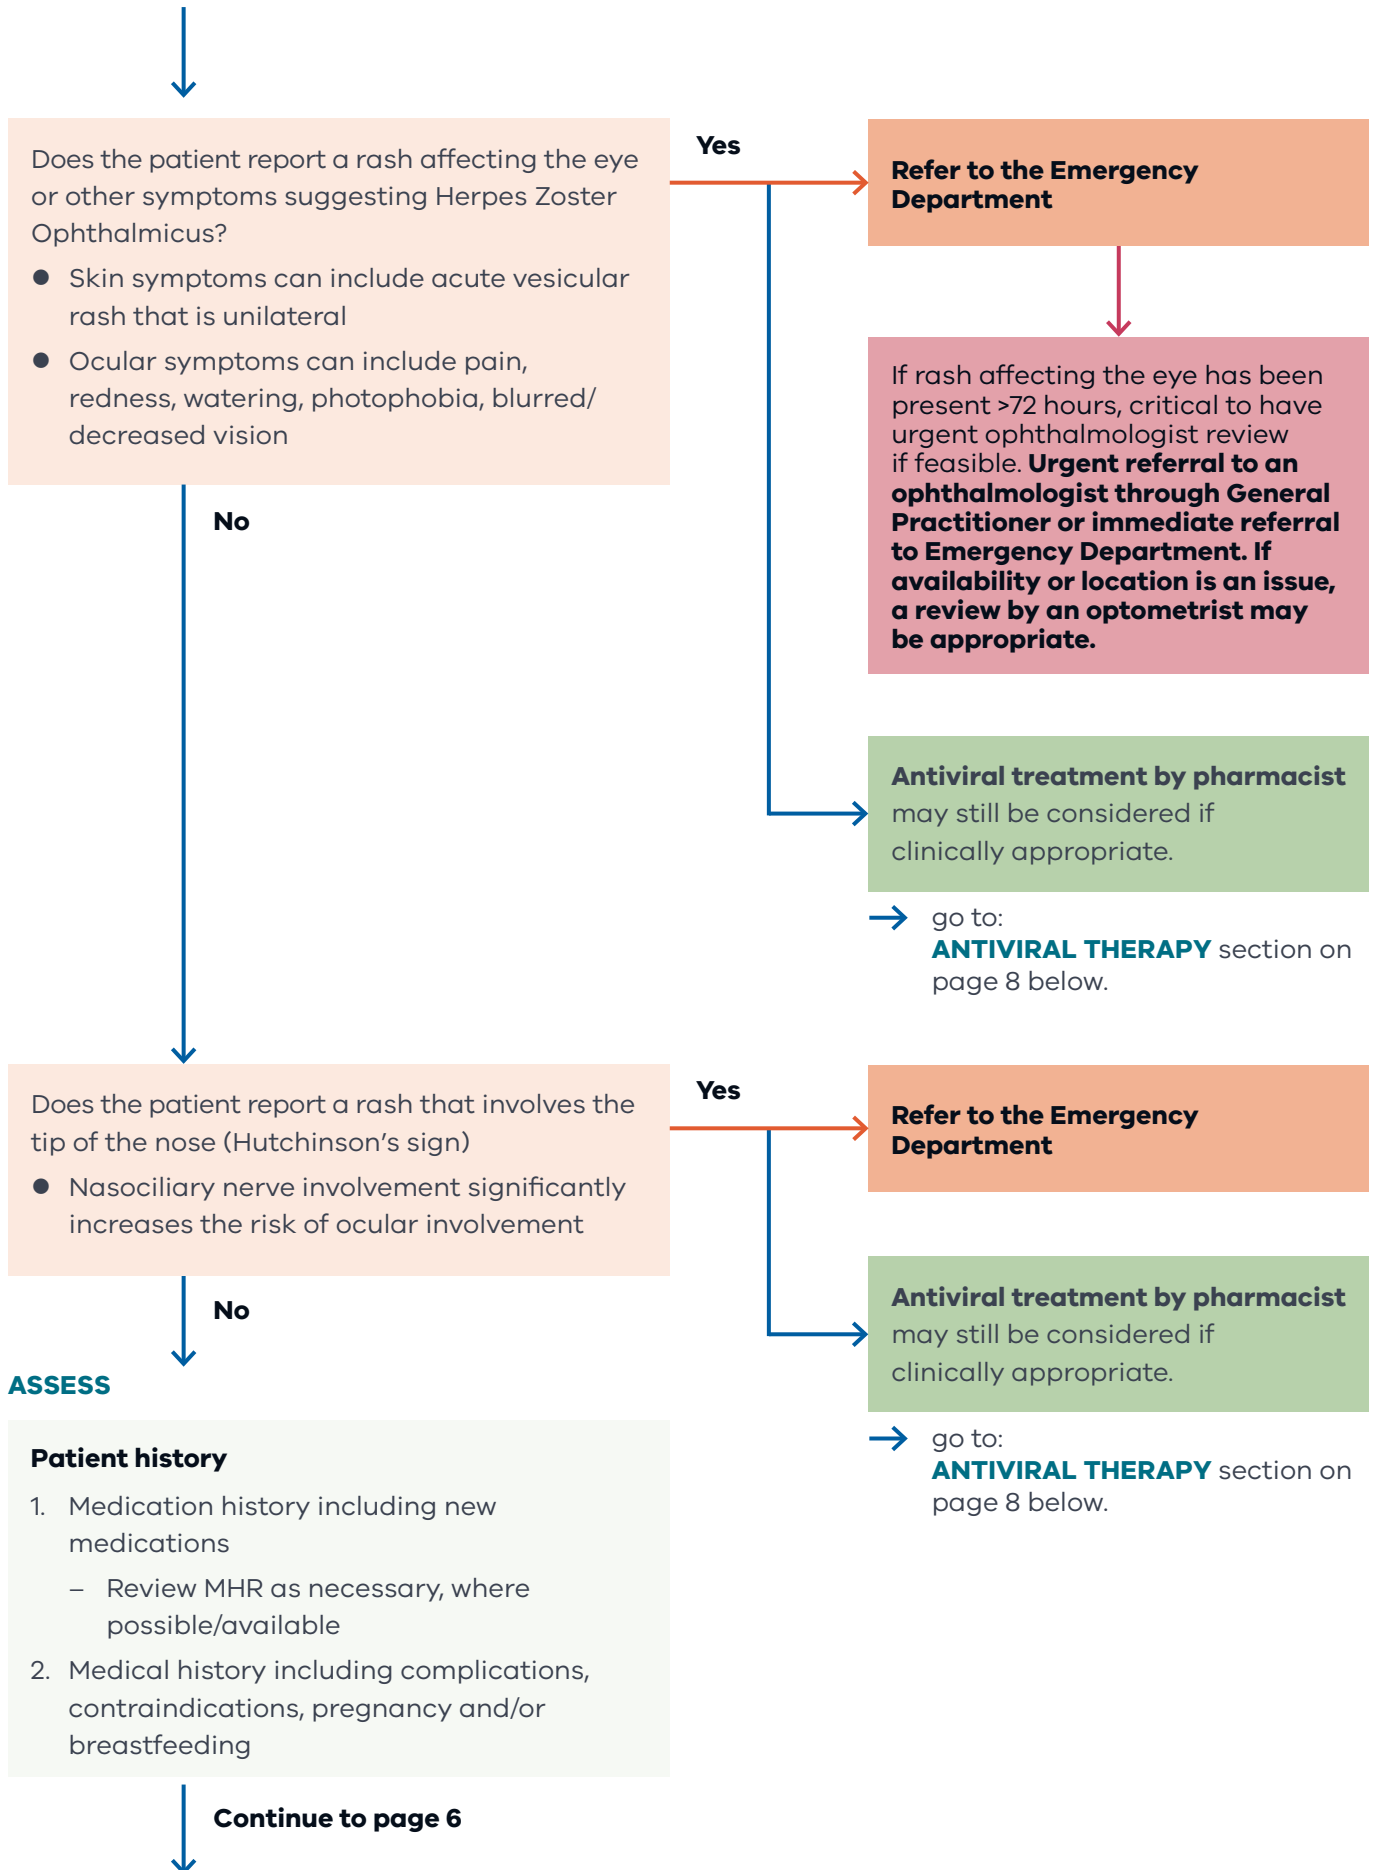 Does the patient report a rash affecting the eye
or other symptoms suggesting Herpes Zoster
Ophthalmicus?
● Skin symptoms can include acute vesicular
rash that is unilateral
● Ocular symptoms can include pain,
redness, watering, photophobia, blurred/
decreased vision
Yes
Refer to the Emergency
Department
If rash affecting the eye has been
present >72 hours, critical to have
urgent ophthalmologist review
if feasible. Urgent referral to an
ophthalmologist through General
Practitioner or immediate referral
to Emergency Department. If
availability or location is an issue,
a review by an optometrist may
be appropriate.
Antiviral treatment by pharmacist
may still be considered if
clinically appropriate.
go to:
ANTIVIRAL THERAPY section on
page 8 below.
No
Does the patient report a rash that involves the
tip of the nose (Hutchinson’s sign)
● Nasociliary nerve involvement significantly
increases the risk of ocular involvement
Yes
Refer to the Emergency
Department
Antiviral treatment by pharmacist
may still be considered if
clinically appropriate.
go to:
ANTIVIRAL THERAPY section on
page 8 below.
No
ASSESS
Patient history
1. Medication history including new
medications
– Review MHR as necessary, where
possible/available
2. Medical history including complications,
contraindications, pregnancy and/or
breastfeeding
Continue to page 6